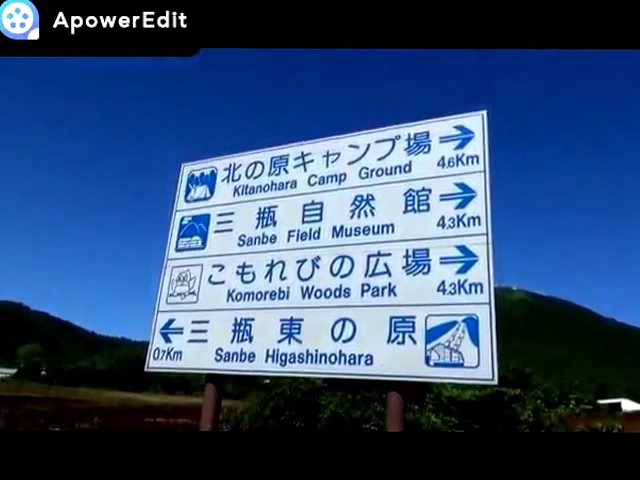 ApowerEdit
北の原キャンプ場 →
Kitanohara Camp Ground 4.6Km
三瓶自然館 →
Sanbe Field Museum 4.3Km
こもれびの広場 →
Komorebi Woods Park 4.3Km
← 三瓶東の原
0.7Km Sanbe Higashinohara